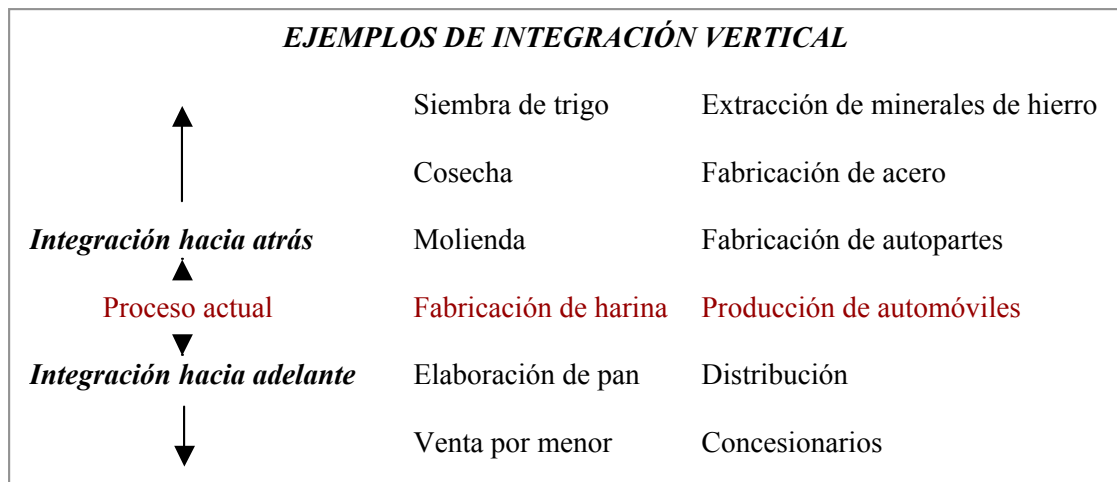 EJEMPLOS DE INTEGRACIÓN VERTICAL
Siembra de trigo Extracción de minerales de hierro
Cosecha Fabricación de acero
Integración hacia atrás Molienda Fabricación de autopartes
Proceso actual Fabricación de harina Producción de automóviles
Integración hacia adelante Elaboración de pan Distribución
Venta por menor Concesionarios